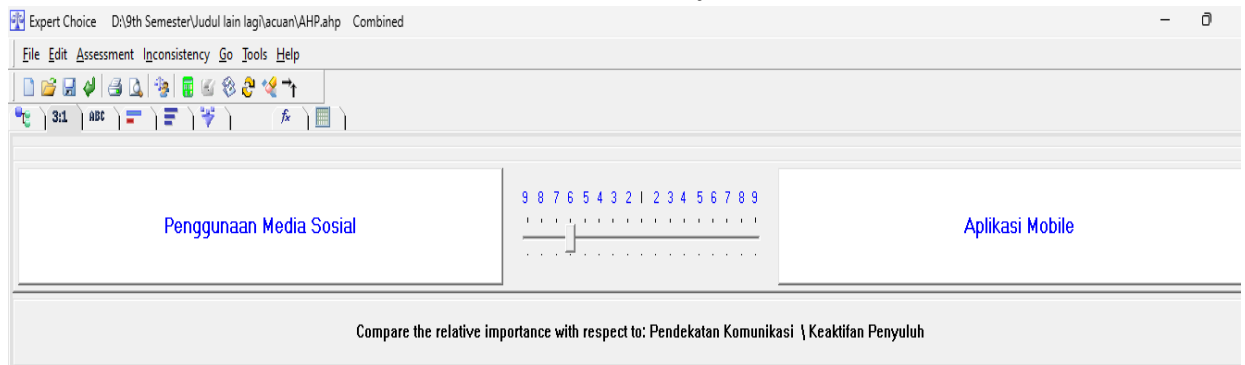 Expert Choice D:\9th Semester\Judul lain lagi\acuan\AHP.ahp Combined
File Edit Assessment Inconsistency Go Tools Help
3:1 ABC fx
9 8 7 6 5 4 3 2 1 2 3 4 5 6 7 8 9
Penggunaan Media Sosial Aplikasi Mobile
Compare the relative importance with respect to: Pendekatan Komunikasi \ Keaktifan Penyuluh